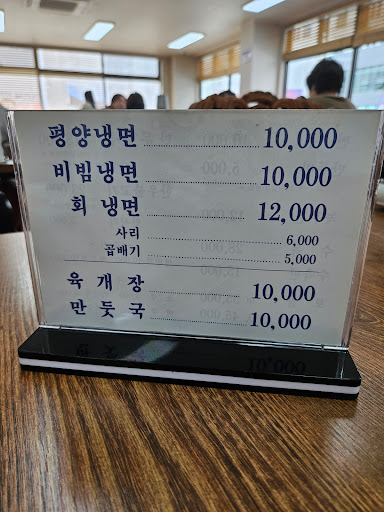 평양냉면 10,000
비빔냉면 10,000
회 냉면 12,000
사리 6,000
곱배기 5,000
육 개 장 10,000
만 둣 국 10,000